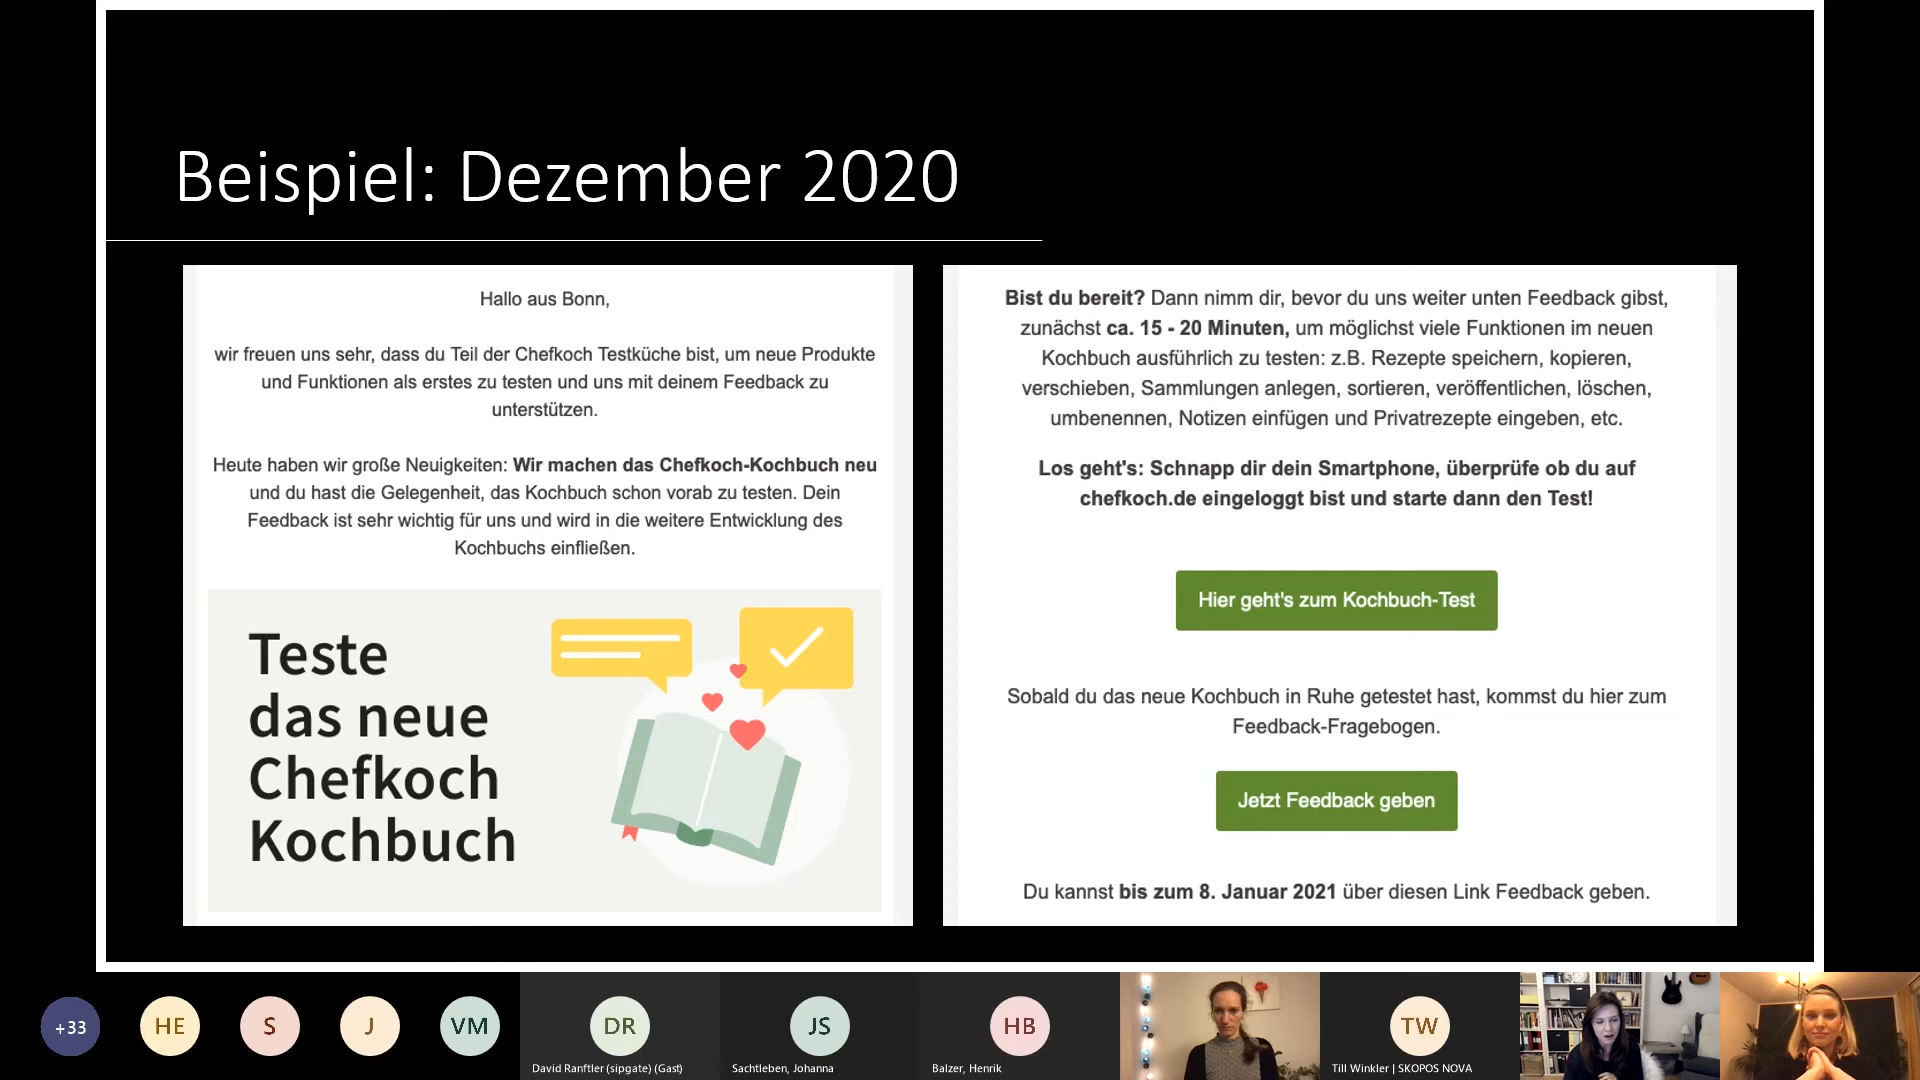 Beispiel: Dezember 2020
Hallo aus Bonn,
wir freuen uns sehr, dass du Teil der Chefkoch Testküche bist, um neue Produkte
und Funktionen als erstes zu testen und uns mit deinem Feedback zu
unterstützen.
Heute haben wir große Neuigkeiten: Wir machen das Chefkoch-Kochbuch neu
und du hast die Gelegenheit, das Kochbuch schon vorab zu testen. Dein
Feedback ist sehr wichtig für uns und wird in die weitere Entwicklung des
Kochbuchs einfließen.
Teste
das neue
Chefkoch
Kochbuch
Bist du bereit? Dann nimm dir, bevor du uns weiter unten Feedback gibst,
zunächst ca. 15 - 20 Minuten, um möglichst viele Funktionen im neuen
Kochbuch ausführlich zu testen: z.B. Rezepte speichern, kopieren,
verschieben, Sammlungen anlegen, sortieren, veröffentlichen, löschen,
umbenennen, Notizen einfügen und Privatrezepte eingeben, etc.
Los geht's: Schnapp dir dein Smartphone, überprüfe ob du auf
chefkoch.de eingeloggt bist und starte dann den Test!
Hier geht's zum Kochbuch-Test
Sobald du das neue Kochbuch in Ruhe getestet hast, kommst du hier zum
Feedback-Fragebogen.
Jetzt Feedback geben
Du kannst bis zum 8. Januar 2021 über diesen Link Feedback geben.
+33
HE
S
J
VM
DR
David Ranftler (sipgate) (Gast)
JS
Sachtleben, Johanna
HB
Balzer, Henrik
TW
Till Winkler | SKOPOS NOVA